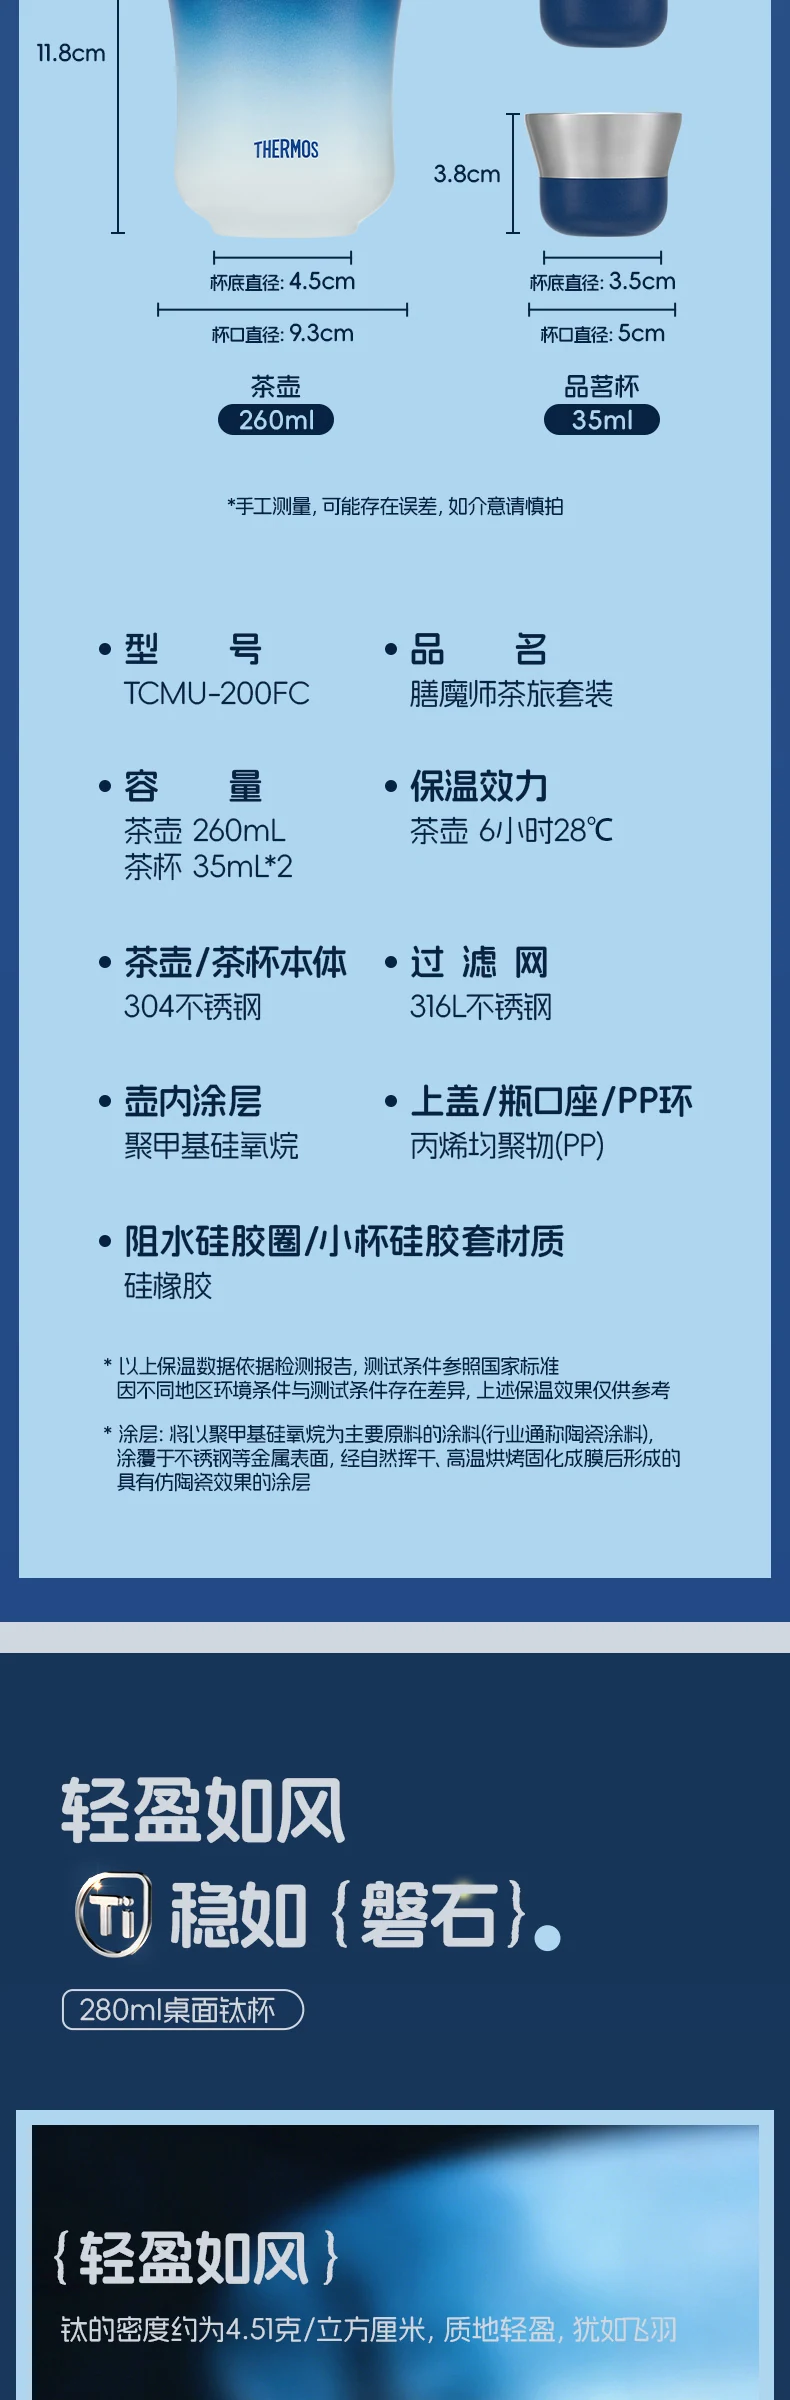 11.8cm
THERMOS
3.8cm
杯底直径: 4.5cm
杯底直径: 3.5cm
杯口直径: 9.3cm
杯口直径: 5cm
茶壶
品茗杯
260ml
35ml
*手工测量, 可能存在误差, 如介意请慎拍
• 型 号
TCMU-200FC
• 品 名
膳魔师茶旅套装
• 容 量
茶壶 260mL
茶杯 35mL*2
• 保温效力
茶壶 6小时28℃
• 茶壶/茶杯本体
304不锈钢
• 过 滤 网
316L不锈钢
• 壶内涂层
聚甲基硅氧烷
• 上盖/瓶口座/PP环
丙烯均聚物(PP)
• 阻水硅胶圈/小杯硅胶套材质
硅橡胶
* 以上保温数据依据检测报告, 测试条件参照国家标准
因不同地区环境条件与测试条件存在差异, 上述保温效果仅供参考
* 涂层: 将以聚甲基硅氧烷为主要原料的涂料(行业通称陶瓷涂料),
涂覆于不锈钢等金属表面, 经自然挥干、高温烘烤固化成膜后形成的
具有仿陶瓷效果的涂层
轻盈如风
Ti 稳如{磐石}
280ml桌面钛杯
{轻盈如风}
钛的密度约为4.51克/立方厘米, 质地轻盈, 犹如飞羽